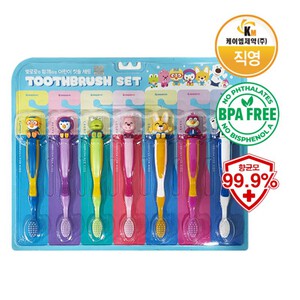 KM
케이엠제약(주)
직영
TOOTHBRUSH SET
NO PHTHALATES
BPA FREE
NO BISPHENOL A
항균모
99.9%+